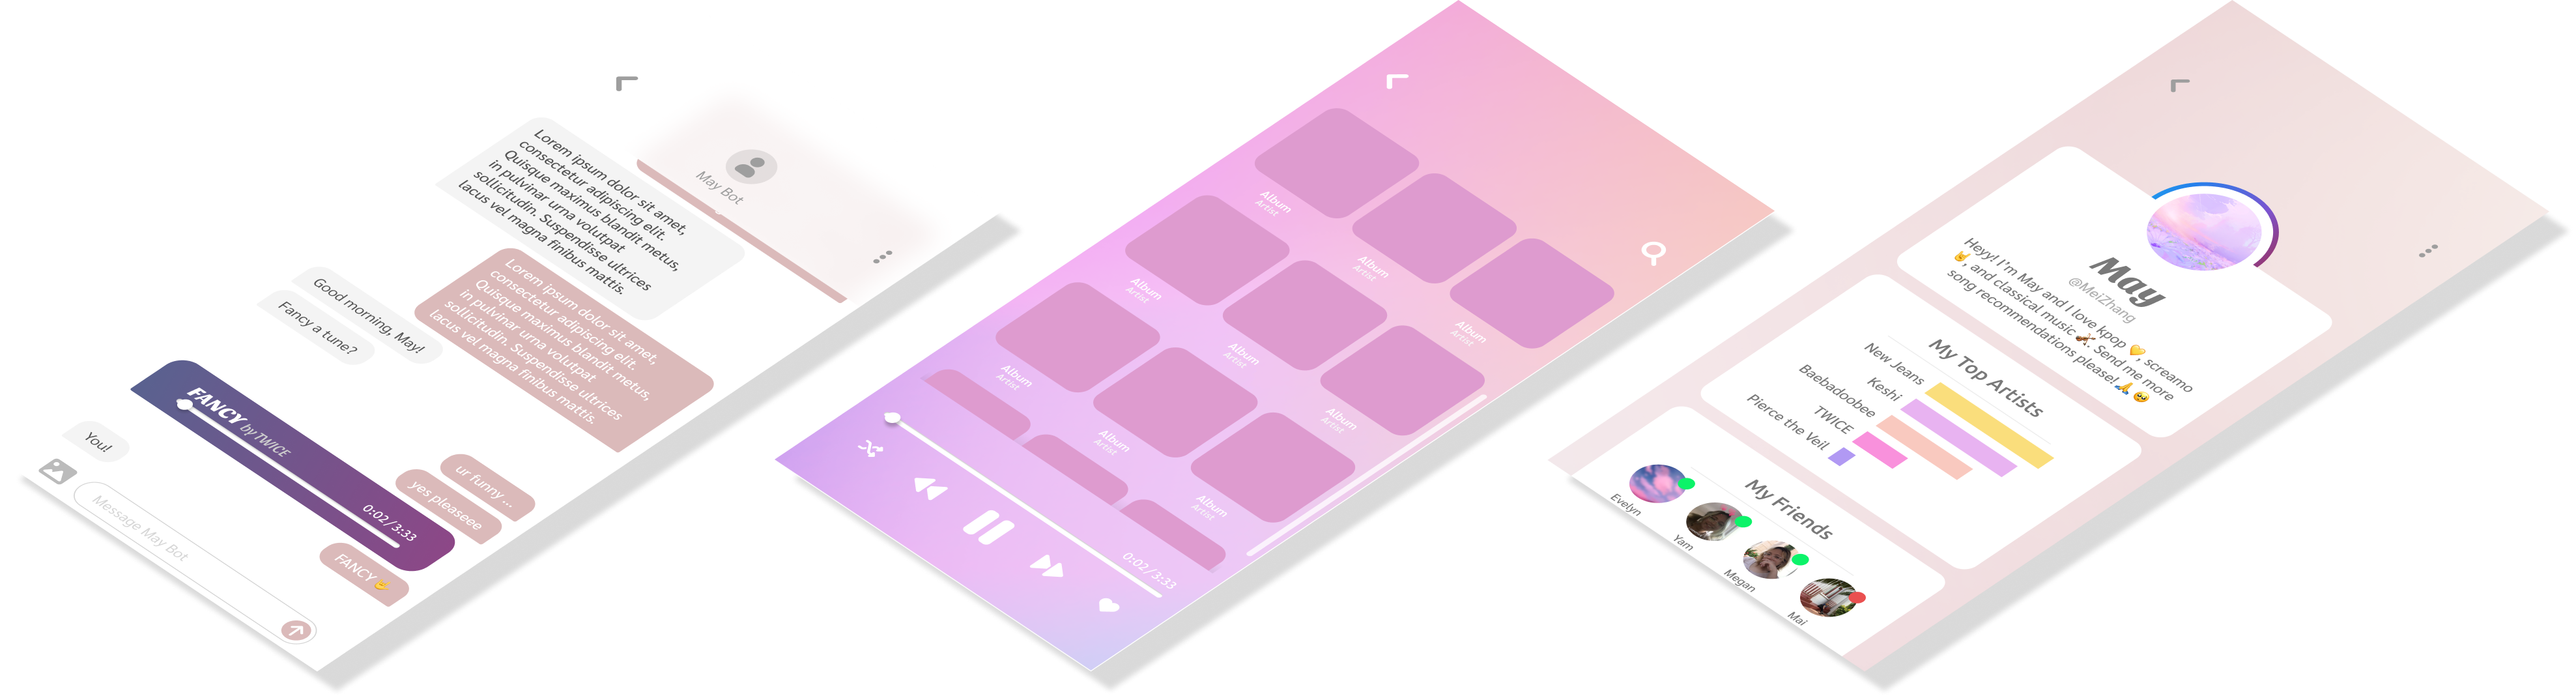 May Bot
Lorem ipsum dolor sit amet,
consectetur adipiscing elit.
Quisque maximus blandit metus,
in pulvinar urna volutpat
sollicitudin. Suspendisse ultrices
lacus vel magna finibus mattis.
Lorem ipsum dolor sit amet,
consectetur adipiscing elit.
Quisque maximus blandit metus,
in pulvinar urna volutpat
sollicitudin. Suspendisse ultrices
lacus vel magna finibus mattis.
Good morning, May!
Fancy a tune?
ur funny ...
yes pleaseee
FANCY by TWICE
0:02/3:33
FANCY 🤟
You!
Message May Bot
Album
Artist
Album
Artist
Album
Artist
Album
Artist
Album
Artist
Album
Artist
Album
Artist
Album
Artist
Album
Artist
0:02/3:33
May
@MeiZhang
Heyy! I'm May and I love kpop 💛, screamo
🤘, and classical music 🎻. Send me more
song recommendations please!🙏🥺
My Top Artists
New Jeans
Keshi
Baebadoobee
TWICE
Pierce the Veil
My Friends
Evelyn
Yam
Megan
Mai